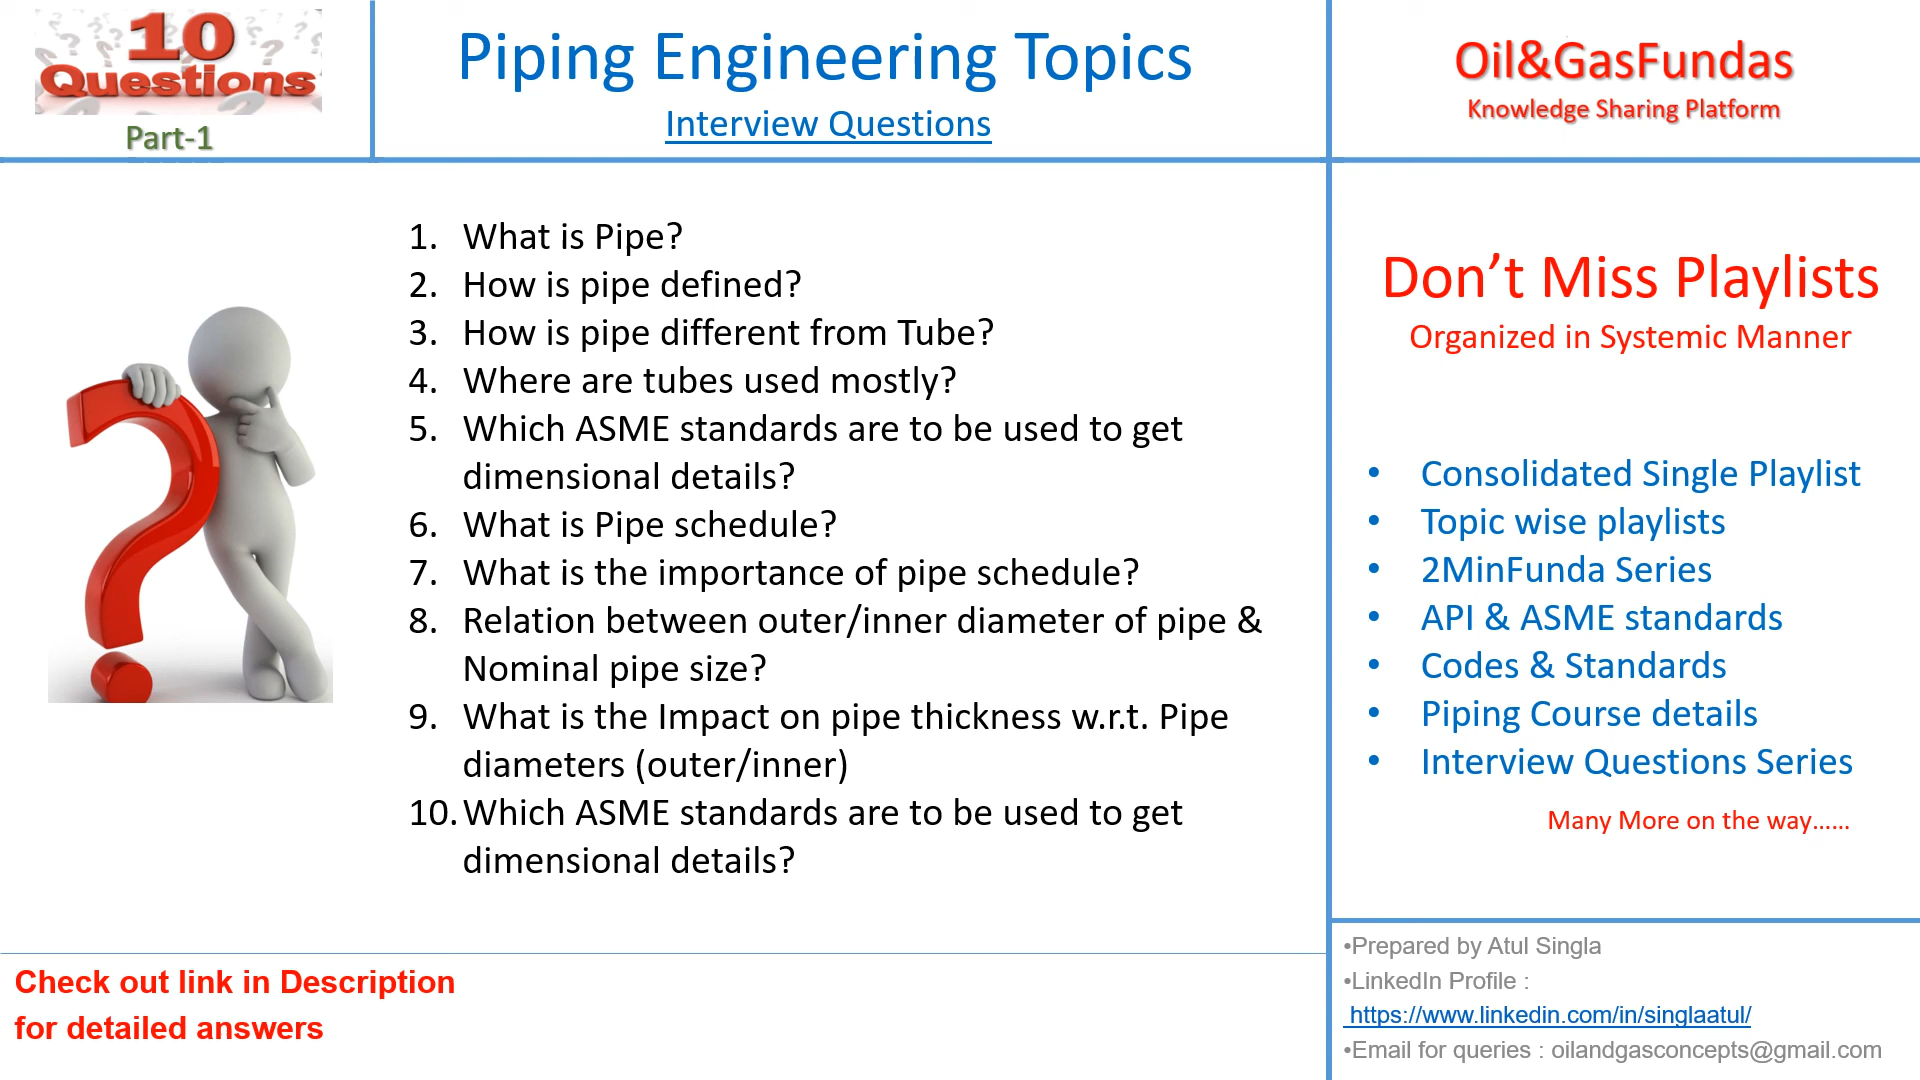 10
Questions
Part-1
Piping Engineering Topics
Interview Questions
Oil&GasFundas
Knowledge Sharing Platform
1. What is Pipe?
2. How is pipe defined?
3. How is pipe different from Tube?
4. Where are tubes used mostly?
5. Which ASME standards are to be used to get
dimensional details?
6. What is Pipe schedule?
7. What is the importance of pipe schedule?
8. Relation between outer/inner diameter of pipe &
Nominal pipe size?
9. What is the Impact on pipe thickness w.r.t. Pipe
diameters (outer/inner)
10. Which ASME standards are to be used to get
dimensional details?
Don’t Miss Playlists
Organized in Systemic Manner
• Consolidated Single Playlist
• Topic wise playlists
• 2MinFunda Series
• API & ASME standards
• Codes & Standards
• Piping Course details
• Interview Questions Series
Many More on the way......
Check out link in Description
for detailed answers
•Prepared by Atul Singla
•LinkedIn Profile :
https://www.linkedin.com/in/singlaatul/
•Email for queries : oilandgasconcepts@gmail.com